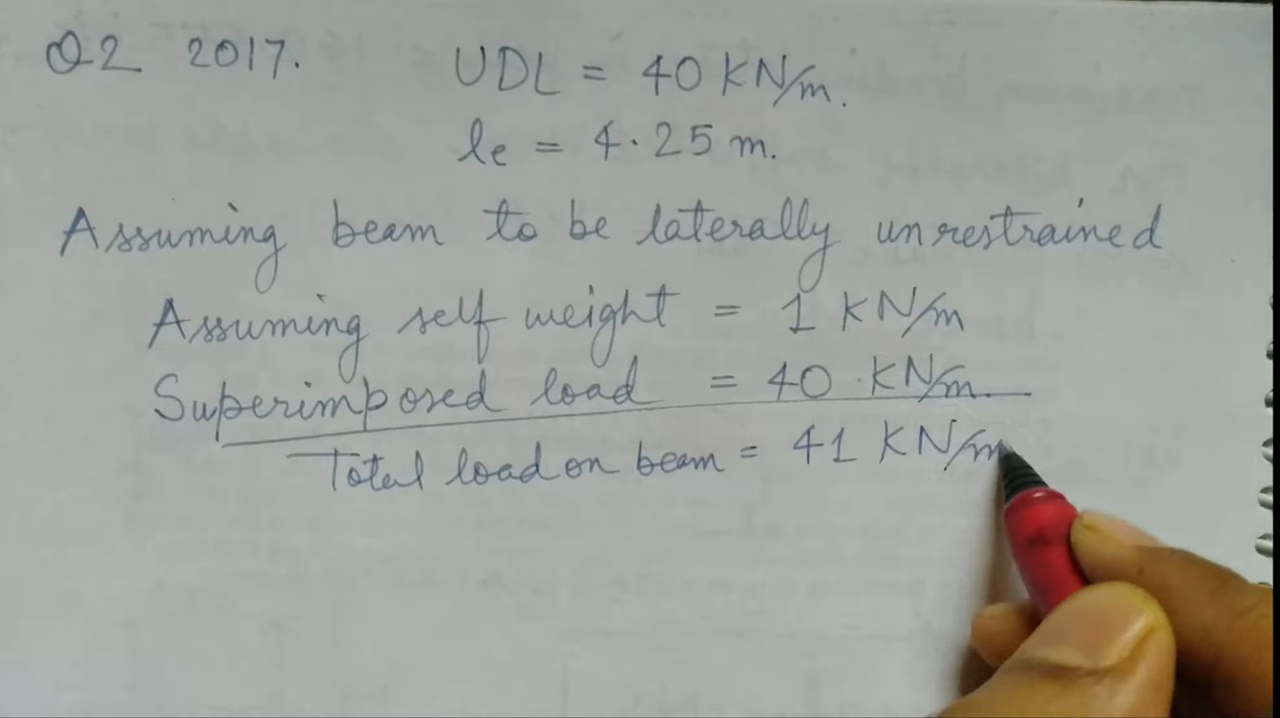 Q2 2017. UDL = 40 KN/m.
le = 4.25 m.
Assuming beam to be laterally unrestrained
Assuming self weight = 1 KN/m
Superimposed load = 40 KN/m
Total load on beam = 41 KN/m